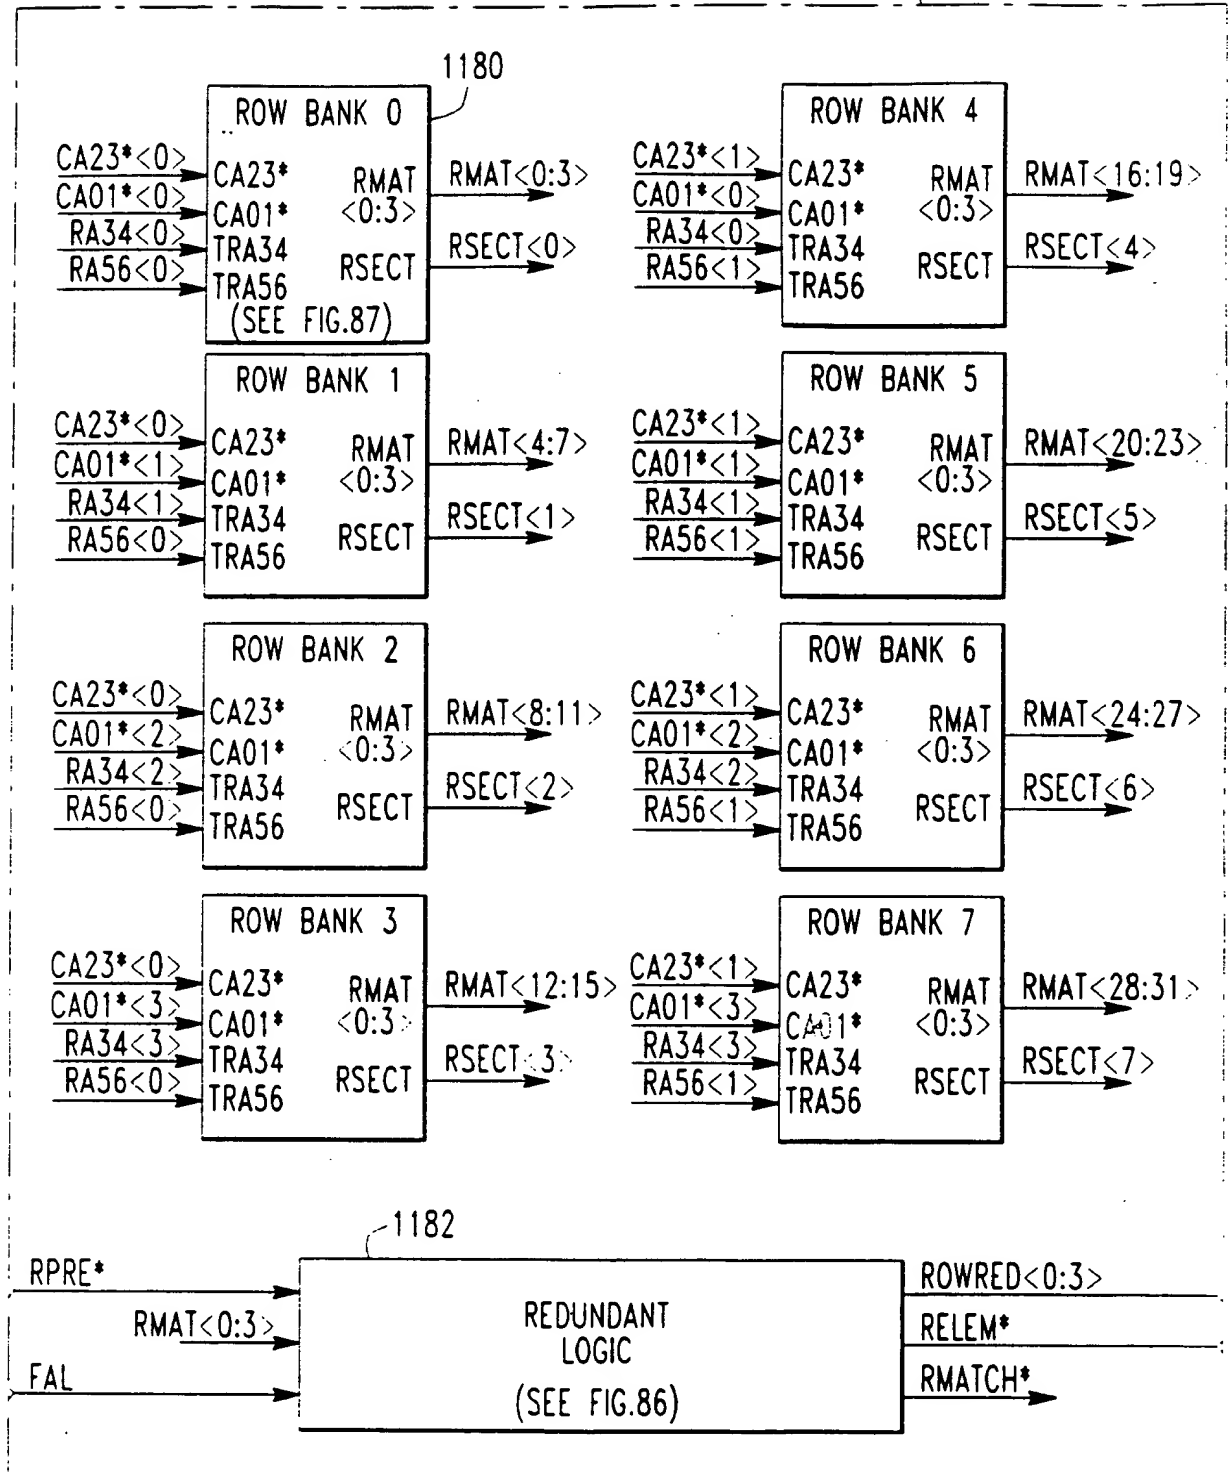 1180
ROW BANK 0
CA23*<0>
CA01*<0>
RA34<0>
RA56<0>
CA23*
CA01*
TRA34
TRA56
RMAT
<0:3>
RSECT
(SEE FIG.87)
RMAT<0:3>
RSECT<0>
ROW BANK 4
CA23*<1>
CA01*<0>
RA34<0>
RA56<1>
CA23*
CA01*
TRA34
TRA56
RMAT
<0:3>
RSECT
RMAT<16:19>
RSECT<4>
ROW BANK 1
CA23*<0>
CA01*<1>
RA34<1>
RA56<0>
CA23*
CA01*
TRA34
TRA56
RMAT
<0:3>
RSECT
RMAT<4:7>
RSECT<1>
ROW BANK 5
CA23*<1>
CA01*<1>
RA34<1>
RA56<1>
CA23*
CA01*
TRA34
TRA56
RMAT
<0:3>
RSECT
RMAT<20:23>
RSECT<5>
ROW BANK 2
CA23*<0>
CA01*<2>
RA34<2>
RA56<0>
CA23*
CA01*
TRA34
TRA56
RMAT
<0:3>
RSECT
RMAT<8:11>
RSECT<2>
ROW BANK 6
CA23*<1>
CA01*<2>
RA34<2>
RA56<1>
CA23*
CA01*
TRA34
TRA56
RMAT
<0:3>
RSECT
RMAT<24:27>
RSECT<6>
ROW BANK 3
CA23*<0>
CA01*<3>
RA34<3>
RA56<0>
CA23*
CA01*
TRA34
TRA56
RMAT
<0:3>
RSECT
RMAT<12:15>
RSECT<3>
ROW BANK 7
CA23*<1>
CA01*<3>
RA34<3>
RA56<1>
CA23*
CA01*
TRA34
TRA56
RMAT
<0:3>
RSECT
RMAT<28:31>
RSECT<7>
1182
RPRE*
RMAT<0:3>
FAL
REDUNDANT
LOGIC
(SEE FIG.86)
ROWRED<0:3>
RELEM*
RMATCH*